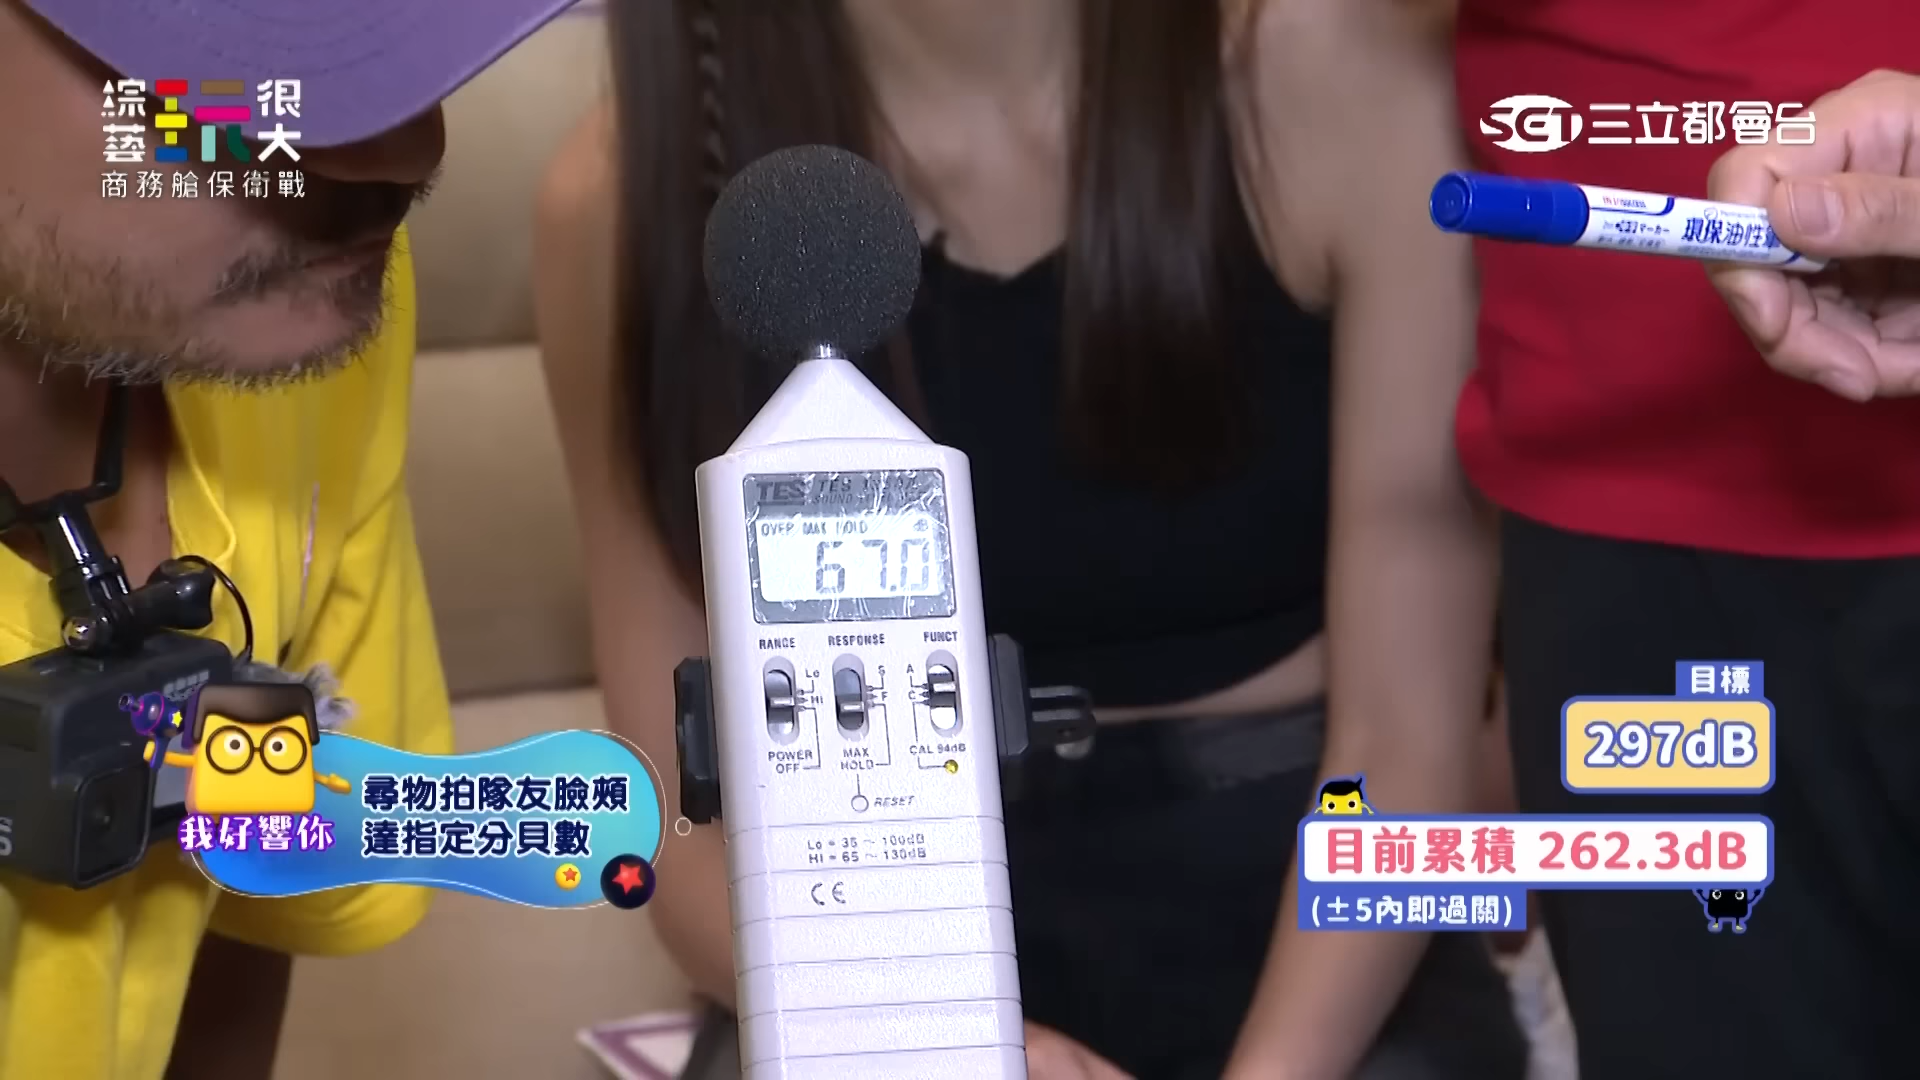 綜藝玩很大
商務艙保衛戰
SET三立都會台
環保油性筆
TES
OVER MAX HOLD dB
67.0
RANGE RESPONSE FUNCT
Lo S A
HI F C
POWER OFF MAX HOLD CAL 94dB
RESET
Lo = 35 ~ 100dB
HI = 65 ~ 130dB
CE
目標
297dB
目前累積 262.3dB
(±5內即過關)
我好響你
尋物拍隊友臉頰
達指定分貝數